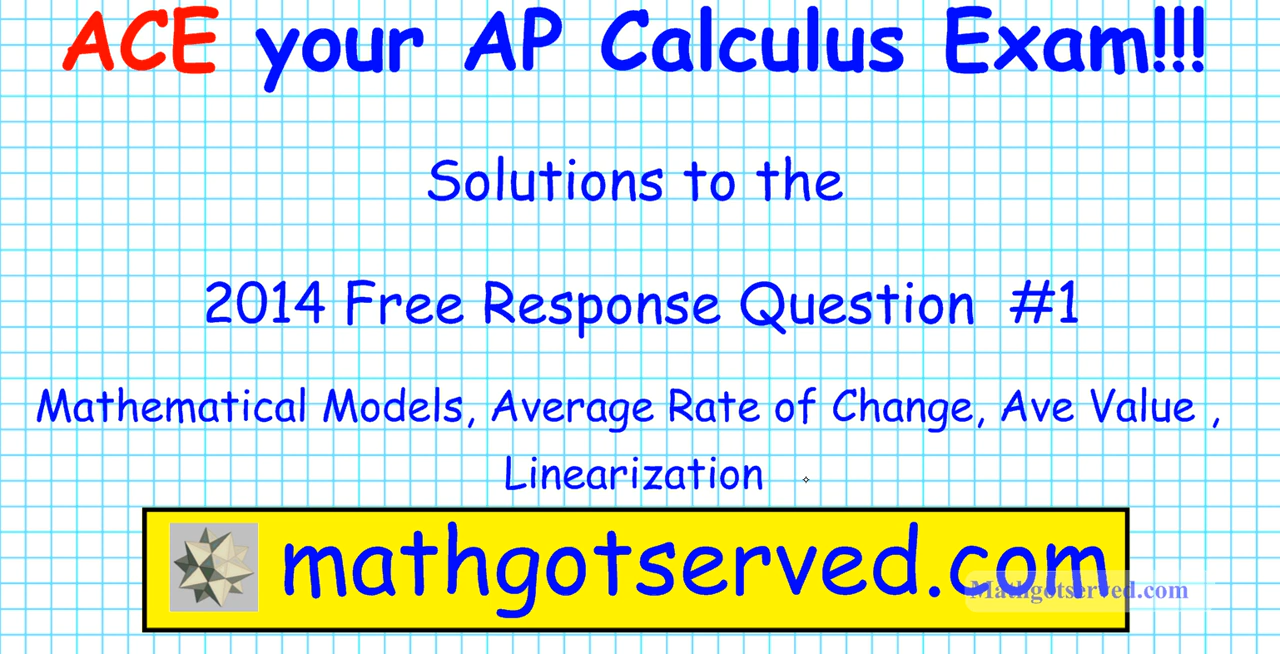 ACE your AP Calculus Exam!!!
Solutions to the
2014 Free Response Question #1
Mathematical Models, Average Rate of Change, Ave Value ,
Linearization
mathgotserved.com
Mathgotserved.com